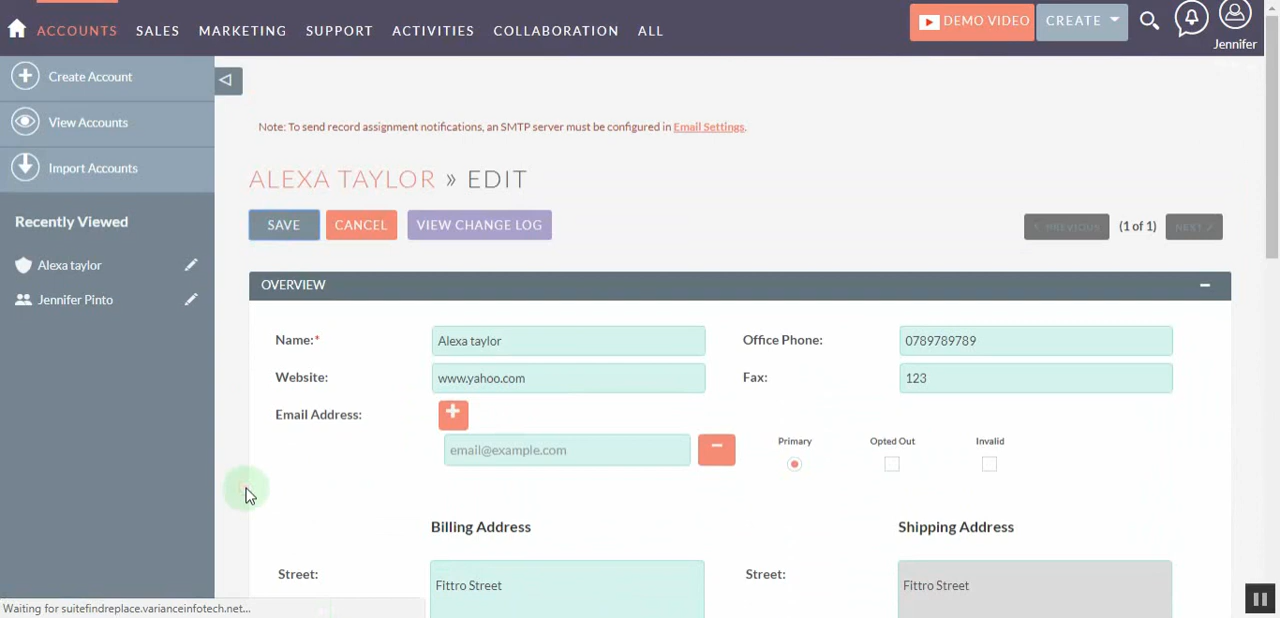 ACCOUNTS SALES MARKETING SUPPORT ACTIVITIES COLLABORATION ALL DEMO VIDEO CREATE Jennifer
Create Account
View Accounts
Import Accounts
Recently Viewed
Alexa taylor
Jennifer Pinto
Note: To send record assignment notifications, an SMTP server must be configured in Email Settings.
ALEXA TAYLOR » EDIT
SAVE CANCEL VIEW CHANGE LOG PREVIOUS (1 of 1) NEXT
OVERVIEW
Name:* Alexa taylor Office Phone: 0789789789
Website: www.yahoo.com Fax: 123
Email Address:
email@example.com Primary Opted Out Invalid
Billing Address Shipping Address
Street: Fittro Street Street: Fittro Street
Waiting for suitefindreplace.varianceinfotech.net...